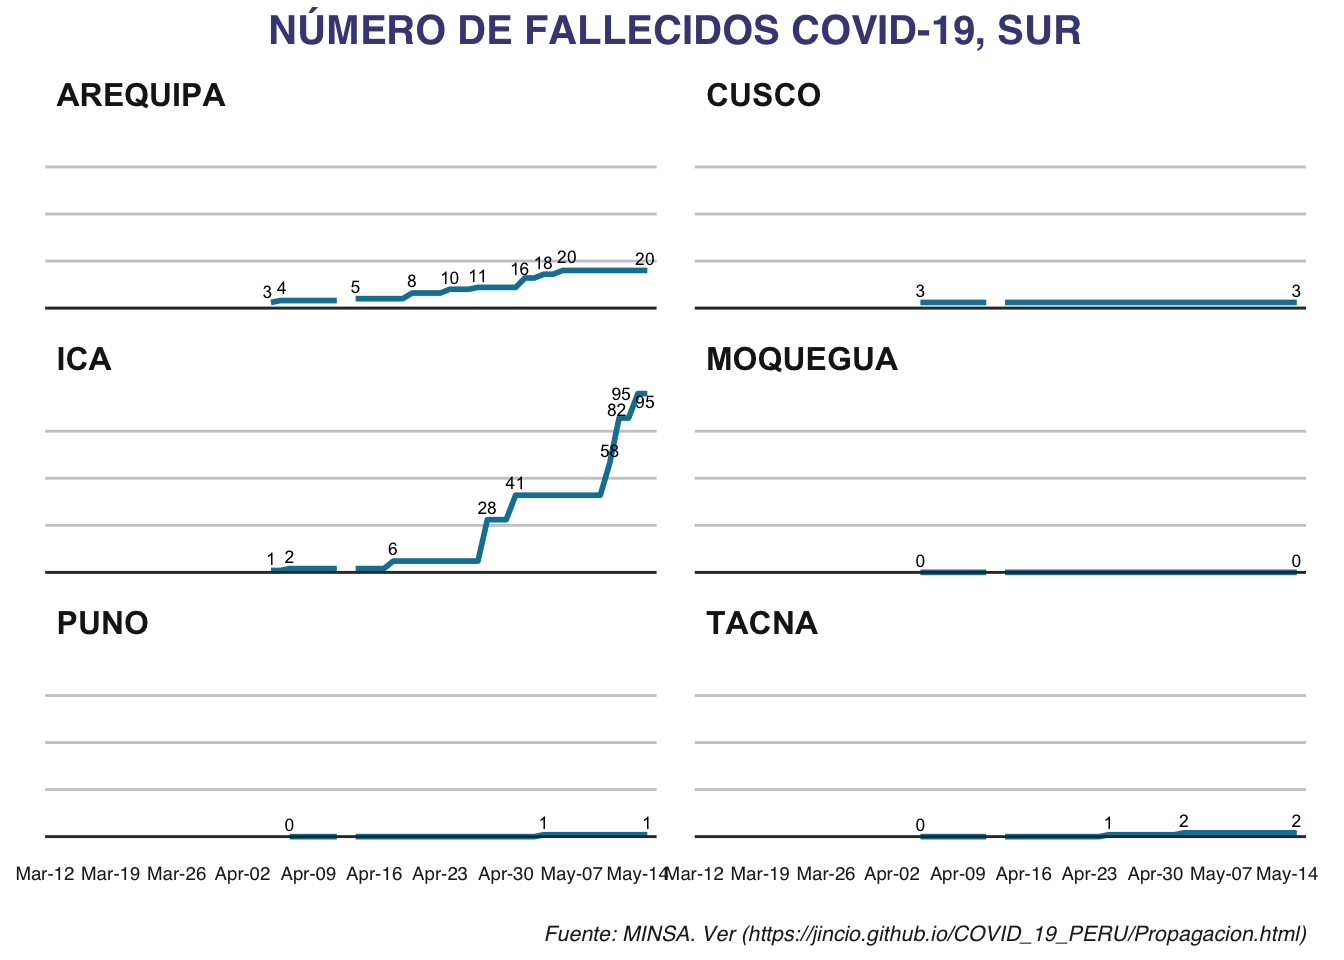 NÚMERO DE FALLECIDOS COVID-19, SUR
AREQUIPA
3 4 5 8 10 11 16 18 20 20
CUSCO
3 3
ICA
1 2 6 28 41 58 82 95 95
MOQUEGUA
0 0
PUNO
0 1 1
TACNA
0 1 2 2
Mar-12 Mar-19 Mar-26 Apr-02 Apr-09 Apr-16 Apr-23 Apr-30 May-07 May-14
Mar-12 Mar-19 Mar-26 Apr-02 Apr-09 Apr-16 Apr-23 Apr-30 May-07 May-14
Fuente: MINSA. Ver (https://jincio.github.io/COVID_19_PERU/Propagacion.html)